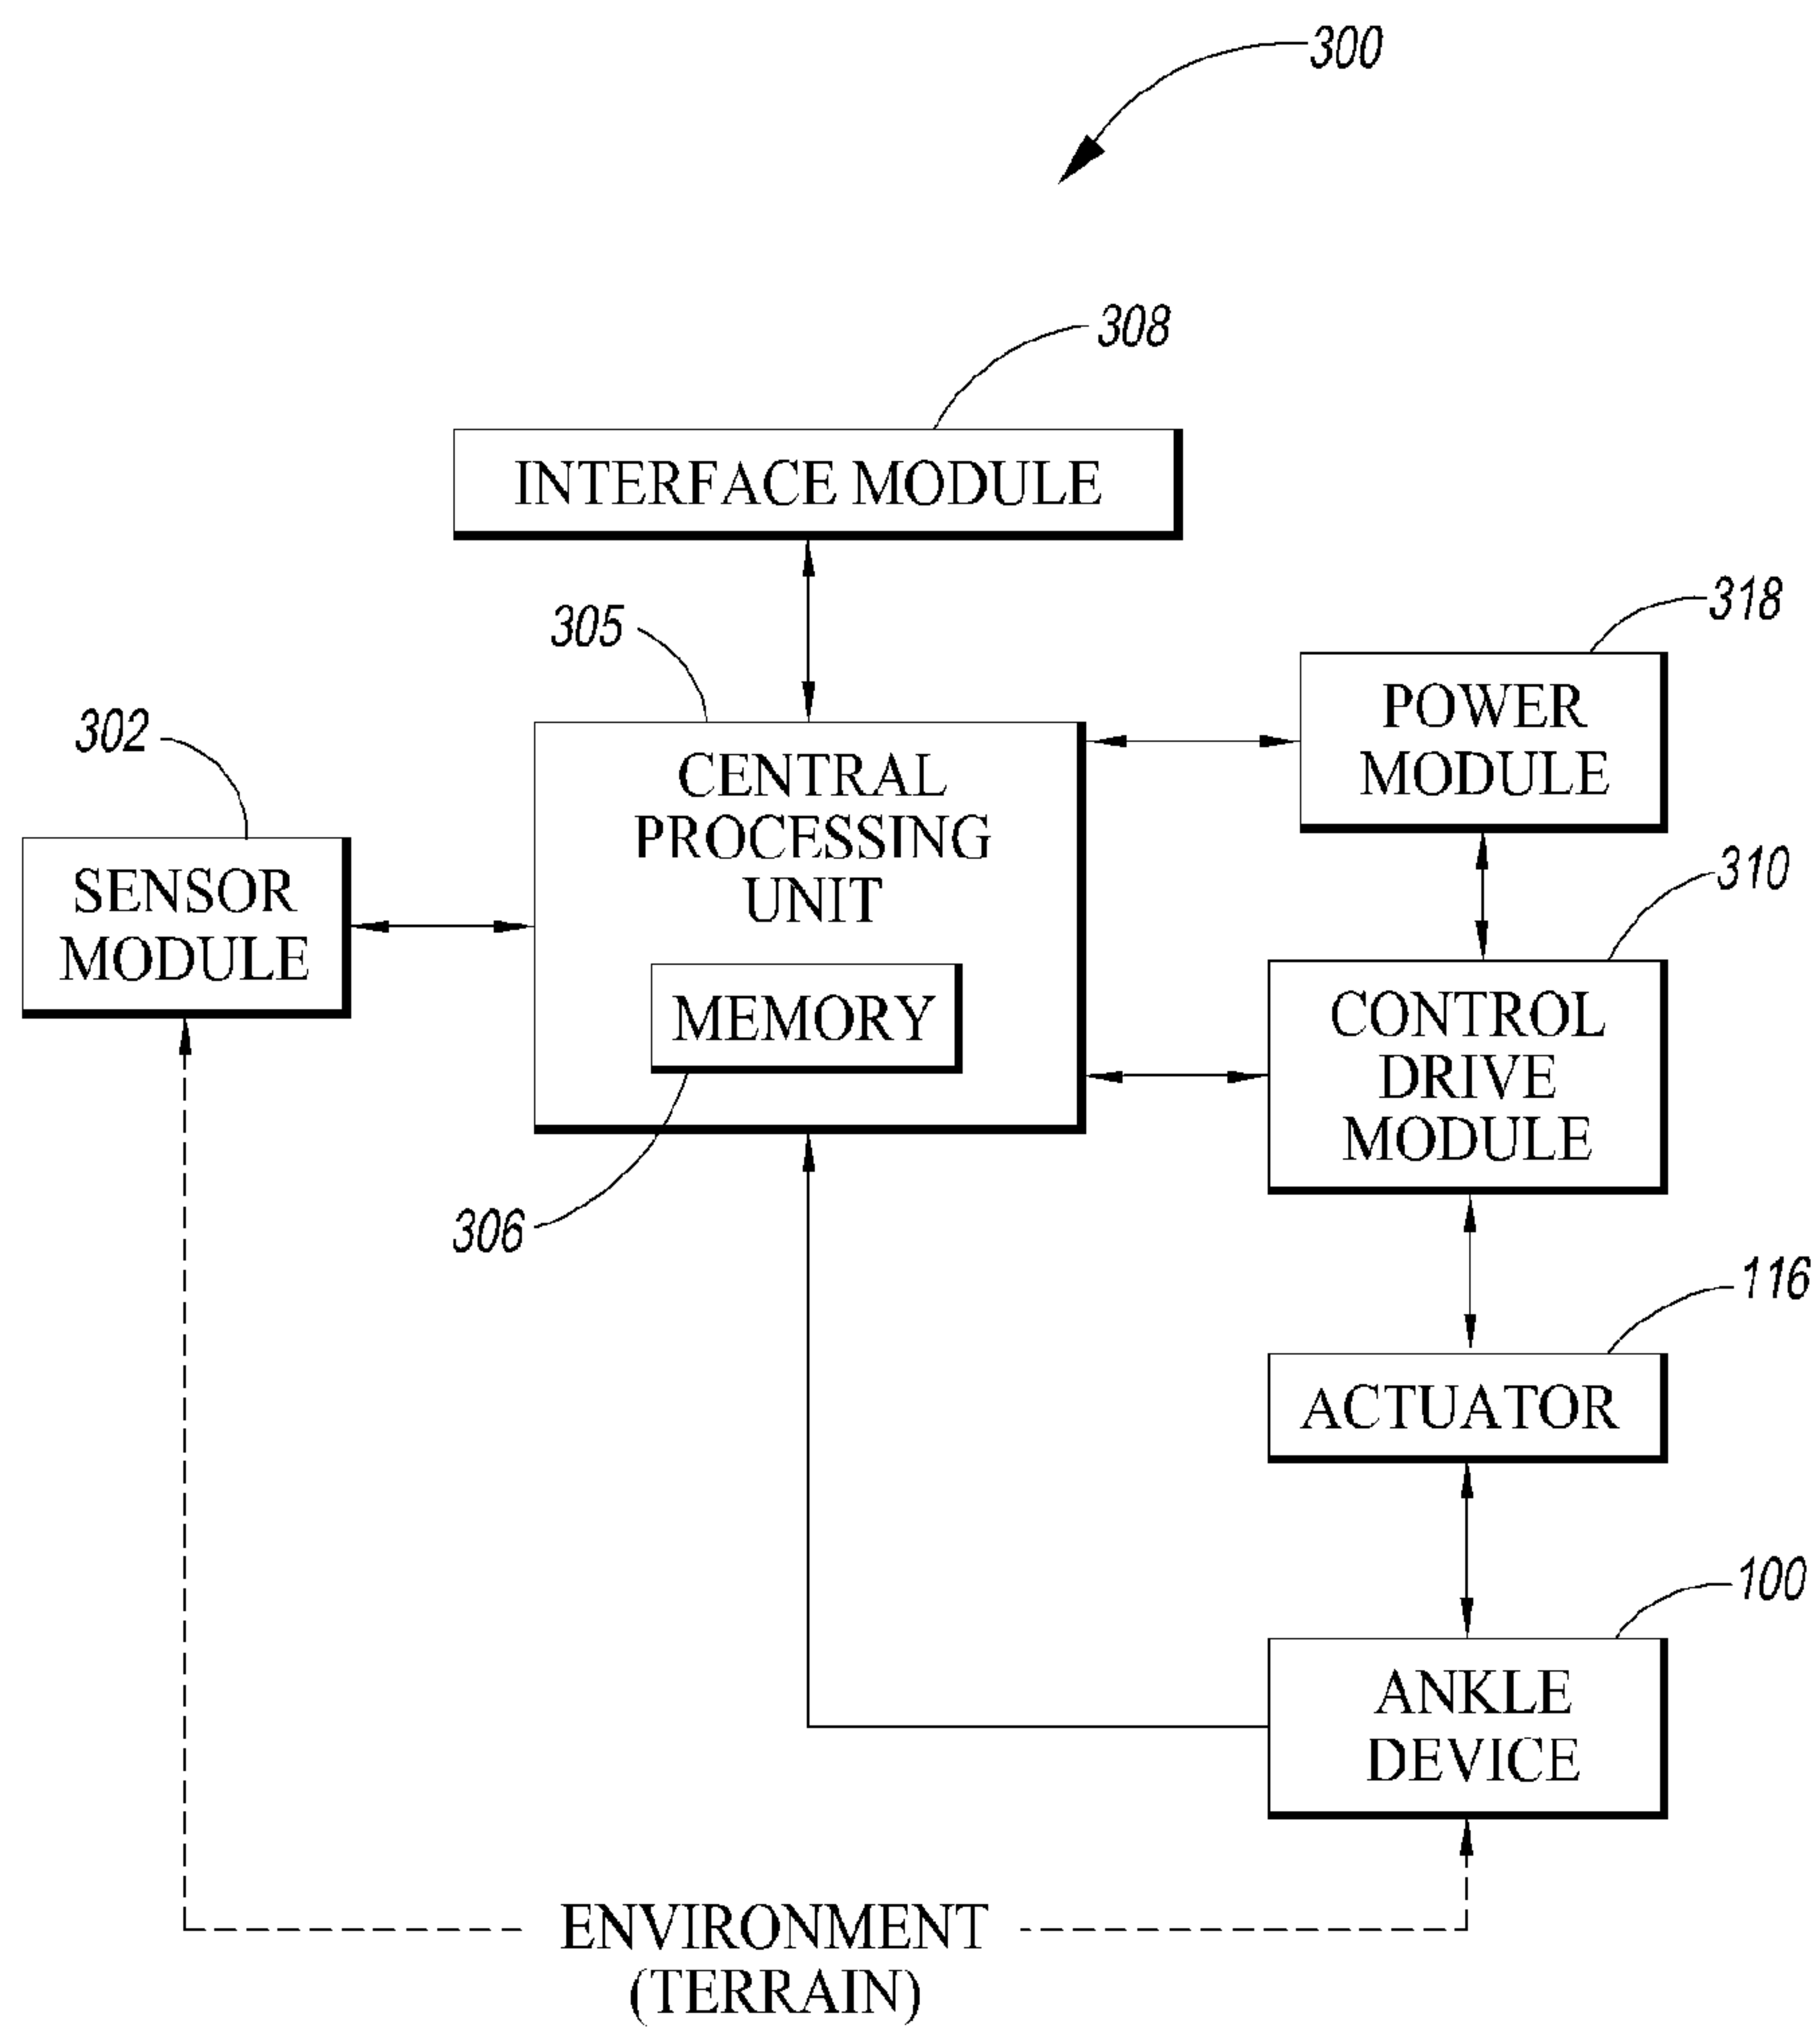 300
308
INTERFACE MODULE
305
318
POWER
MODULE
302
CENTRAL
PROCESSING
UNIT
SENSOR
MODULE
310
MEMORY
CONTROL
DRIVE
MODULE
306
116
ACTUATOR
100
ANKLE
DEVICE
ENVIRONMENT
(TERRAIN)